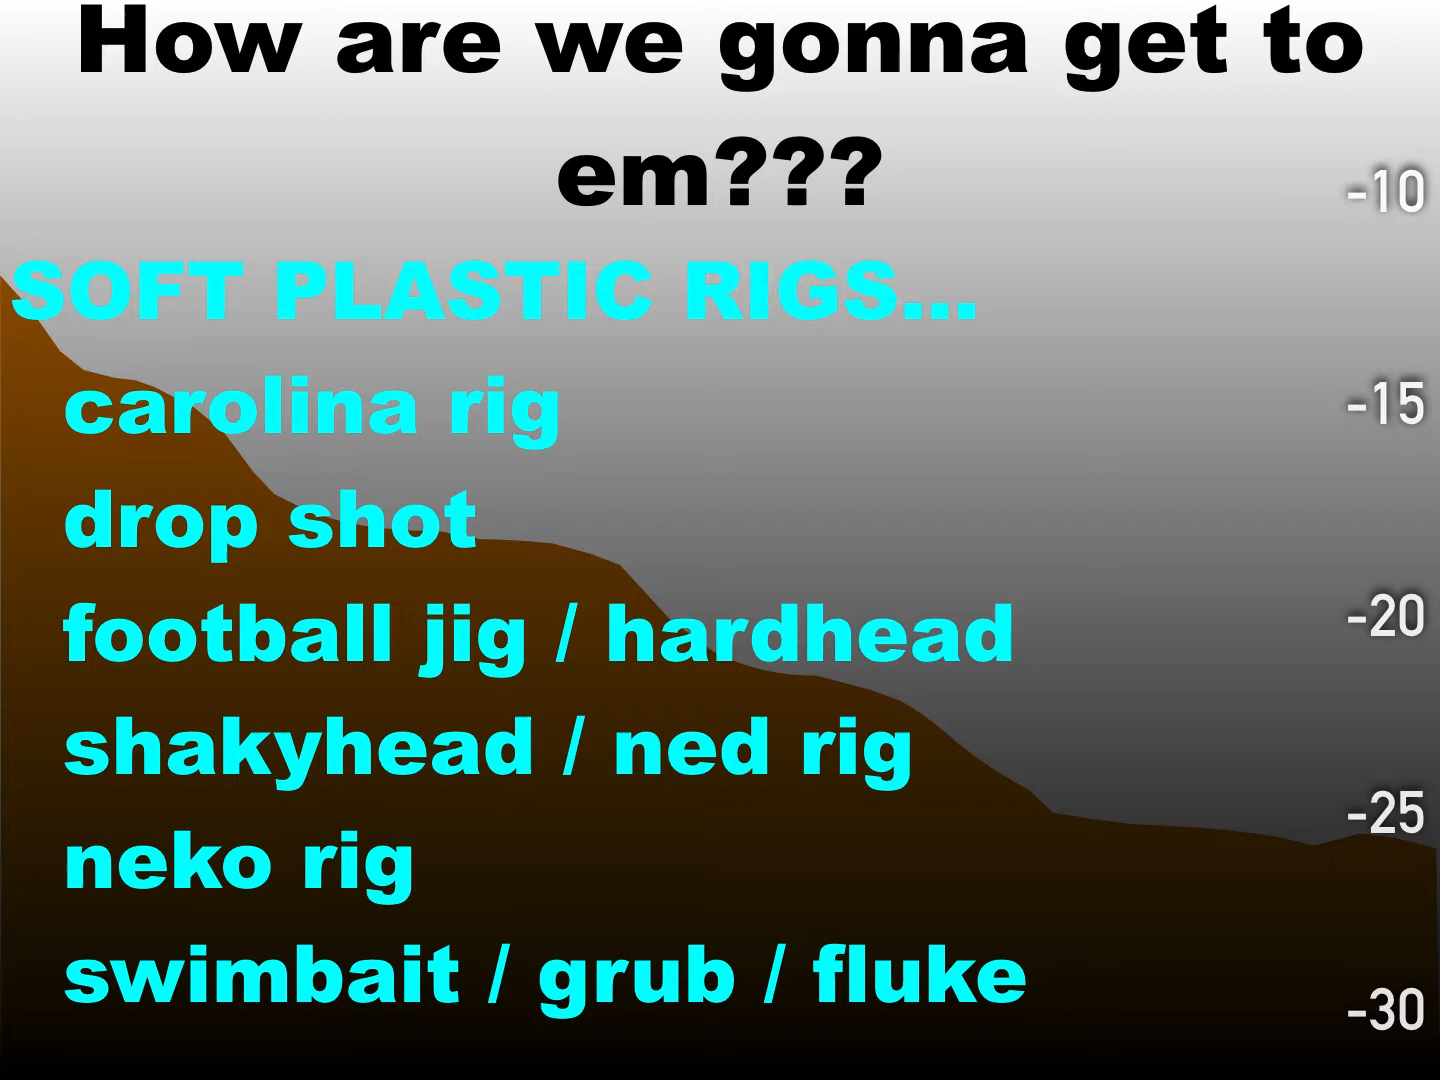 How are we gonna get to
em???
-10
SOFT PLASTIC RIGS...
carolina rig
-15
drop shot
football jig / hardhead
-20
shakyhead / ned rig
-25
neko rig
swimbait / grub / fluke
-30